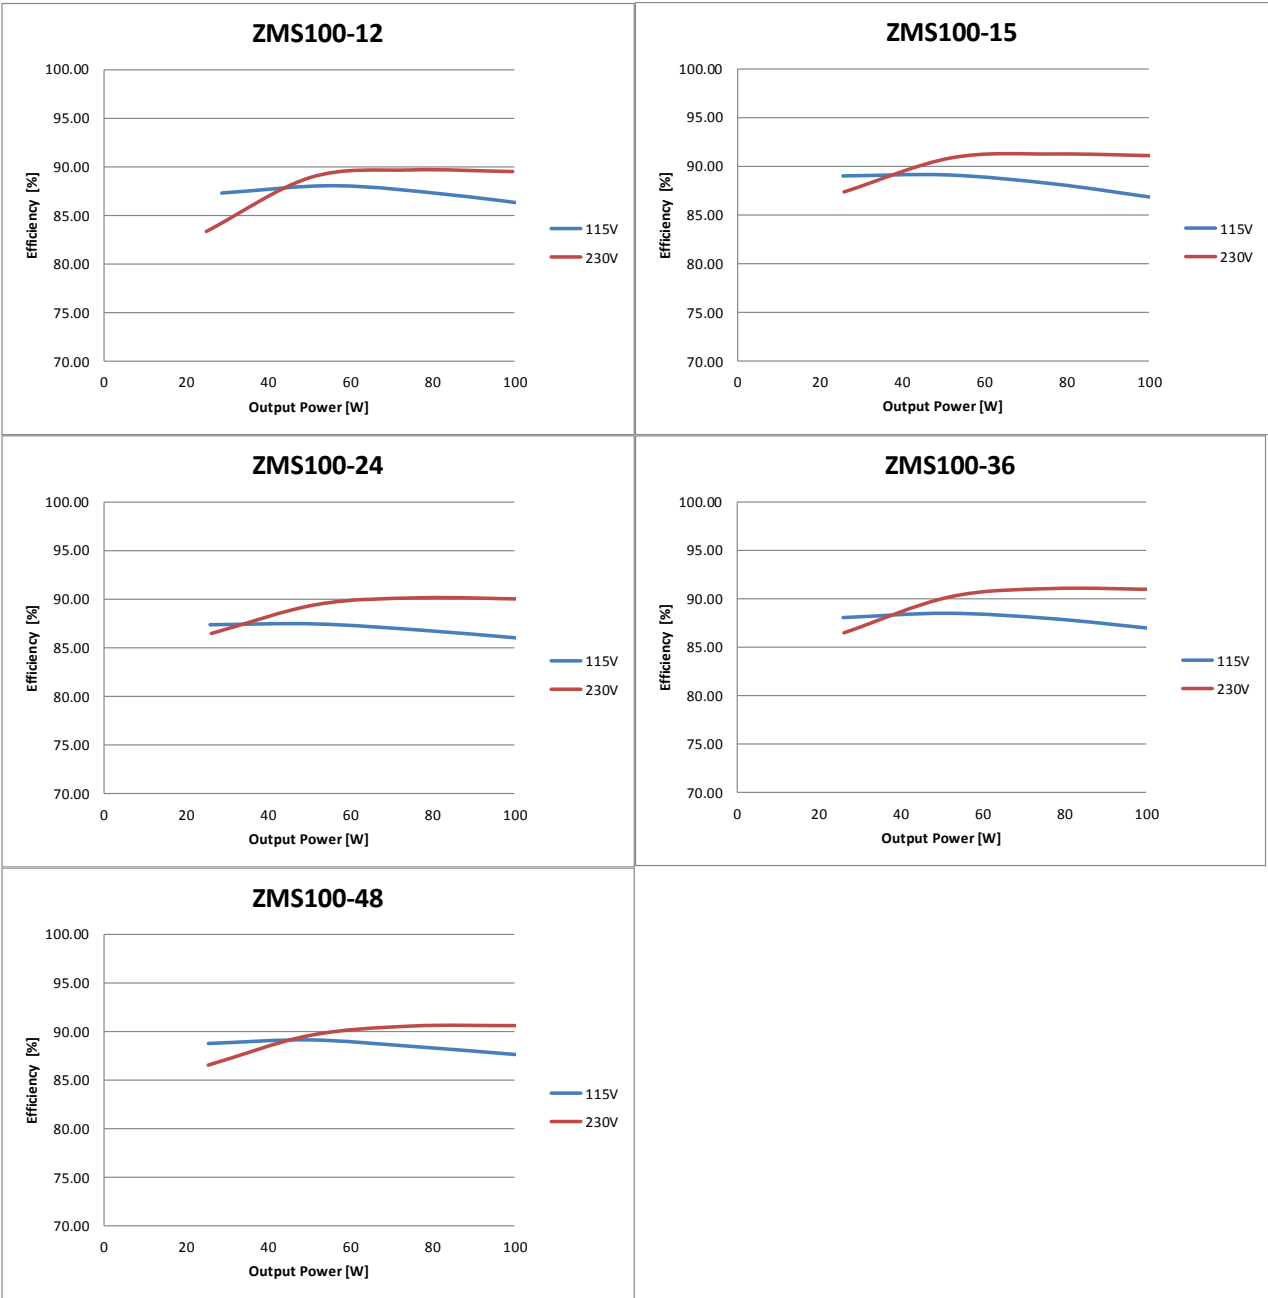 ZMS100-12
100.00
95.00
90.00
85.00
80.00
75.00
70.00
Efficiency [%]
0 20 40 60 80 100
Output Power [W]
115V
230V
ZMS100-15
100.00
95.00
90.00
85.00
80.00
75.00
70.00
Efficiency [%]
0 20 40 60 80 100
Output Power [W]
115V
230V
ZMS100-24
100.00
95.00
90.00
85.00
80.00
75.00
70.00
Efficiency [%]
0 20 40 60 80 100
Output Power [W]
115V
230V
ZMS100-36
100.00
95.00
90.00
85.00
80.00
75.00
70.00
Efficiency [%]
0 20 40 60 80 100
Output Power [W]
115V
230V
ZMS100-48
100.00
95.00
90.00
85.00
80.00
75.00
70.00
Efficiency [%]
0 20 40 60 80 100
Output Power [W]
115V
230V